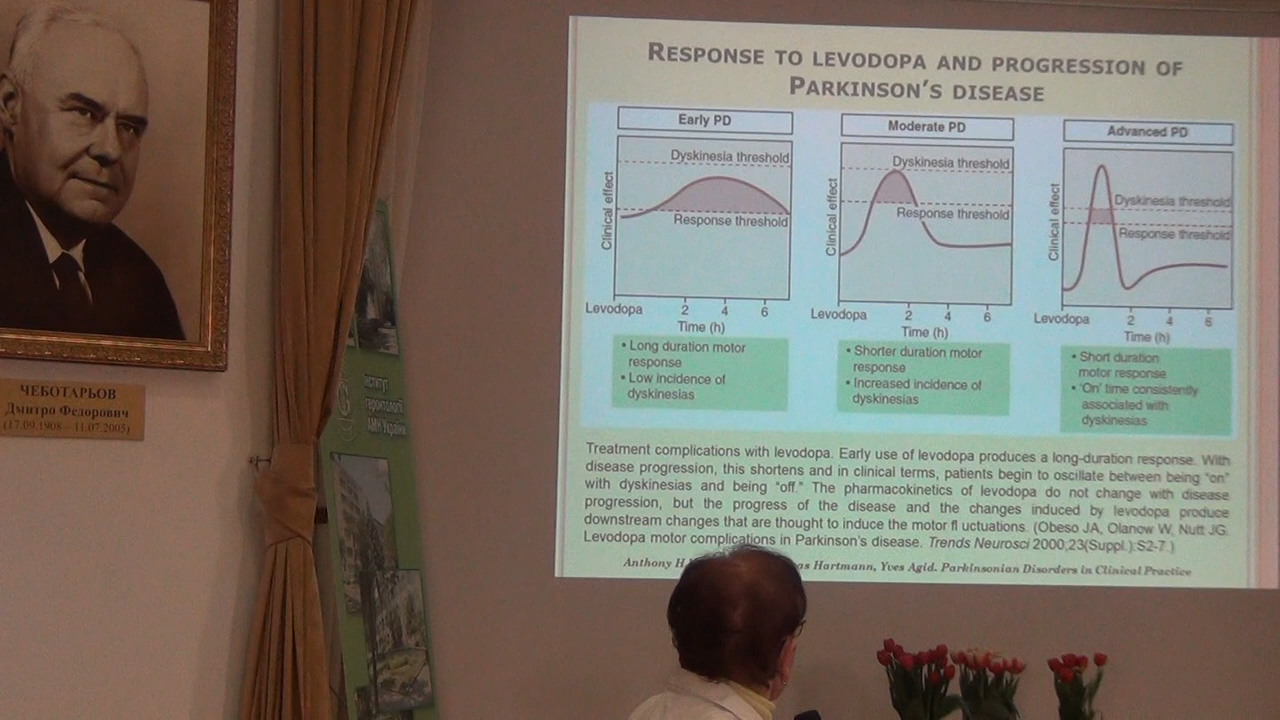 ЧЕБОТАРЬОВ
Дмитро Федорович
(17.09.1908 – 11.07.2005)
ІНСТИТУТ
геронтології
АМН України
RESPONSE TO LEVODOPA AND PROGRESSION OF
PARKINSON'S DISEASE
Early PD
Dyskinesia threshold
Response threshold
Clinical effect
Levodopa
2 4 6
Time (h)
• Long duration motor
response
• Low incidence of
dyskinesias
Moderate PD
Dyskinesia threshold
Response threshold
Clinical effect
Levodopa
2 4 6
Time (h)
• Shorter duration motor
response
• Increased incidence of
dyskinesias
Advanced PD
Dyskinesia threshold
Response threshold
Clinical effect
Levodopa
2 4 6
Time (h)
• Short duration
motor response
• 'On' time consistently
associated with
dyskinesias
Treatment complications with levodopa. Early use of levodopa produces a long-duration response. With
disease progression, this shortens and in clinical terms, patients begin to oscillate between being "on"
with dyskinesias and being "off." The pharmacokinetics of levodopa do not change with disease
progression, but the progress of the disease and the changes induced by levodopa produce
downstream changes that are thought to induce the motor fl uctuations. (Obeso JA, Olanow W, Nutt JG.
Levodopa motor complications in Parkinson's disease. Trends Neurosci 2000;23(Suppl.):S2-7.)
Anthony H as Hartmann, Yves Agid. Parkinsonian Disorders in Clinical Practice